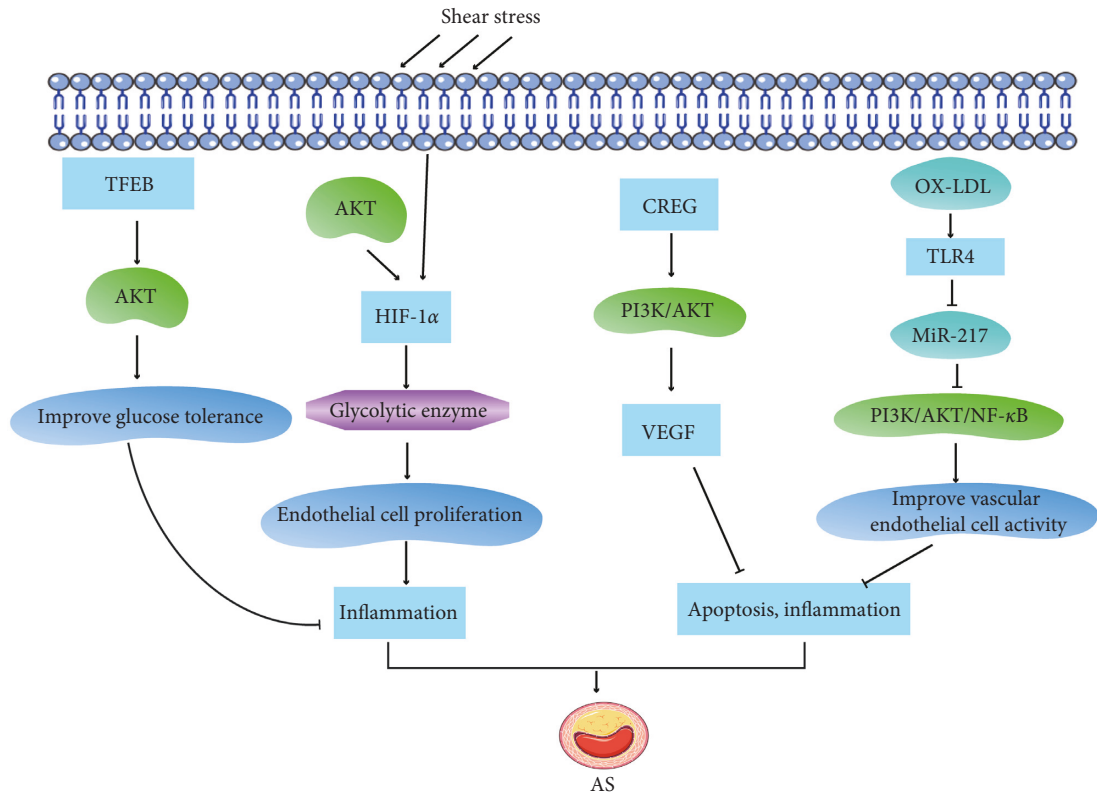 Shear stress
TFEB
AKT
Improve glucose tolerance
AKT
HIF-1α
Glycolytic enzyme
Endothelial cell proliferation
Inflammation
CREG
PI3K/AKT
VEGF
OX-LDL
TLR4
MiR-217
PI3K/AKT/NF-κB
Improve vascular
endothelial cell activity
Apoptosis, inflammation
AS